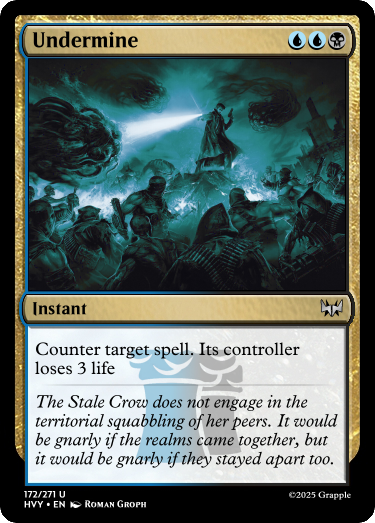 Undermine
Instant
Counter target spell. Its controller
loses 3 life
The Stale Crow does not engage in the
territorial squabbling of her peers. It would
be gnarly if the realms came together, but
it would be gnarly if they stayed apart too.
172/271 U
HVY • EN Roman Groph
©2025 Grapple